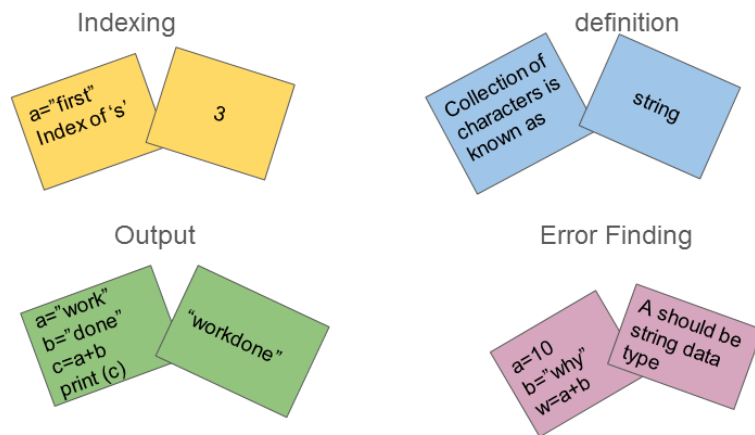 Indexing
a="first"
Index of 's'
3
definition
Collection of
characters is
known as
string
Output
a="work"
b="done"
c=a+b
print (c)
"workdone"
Error Finding
a=10
b="why"
w=a+b
A should be
string data
type